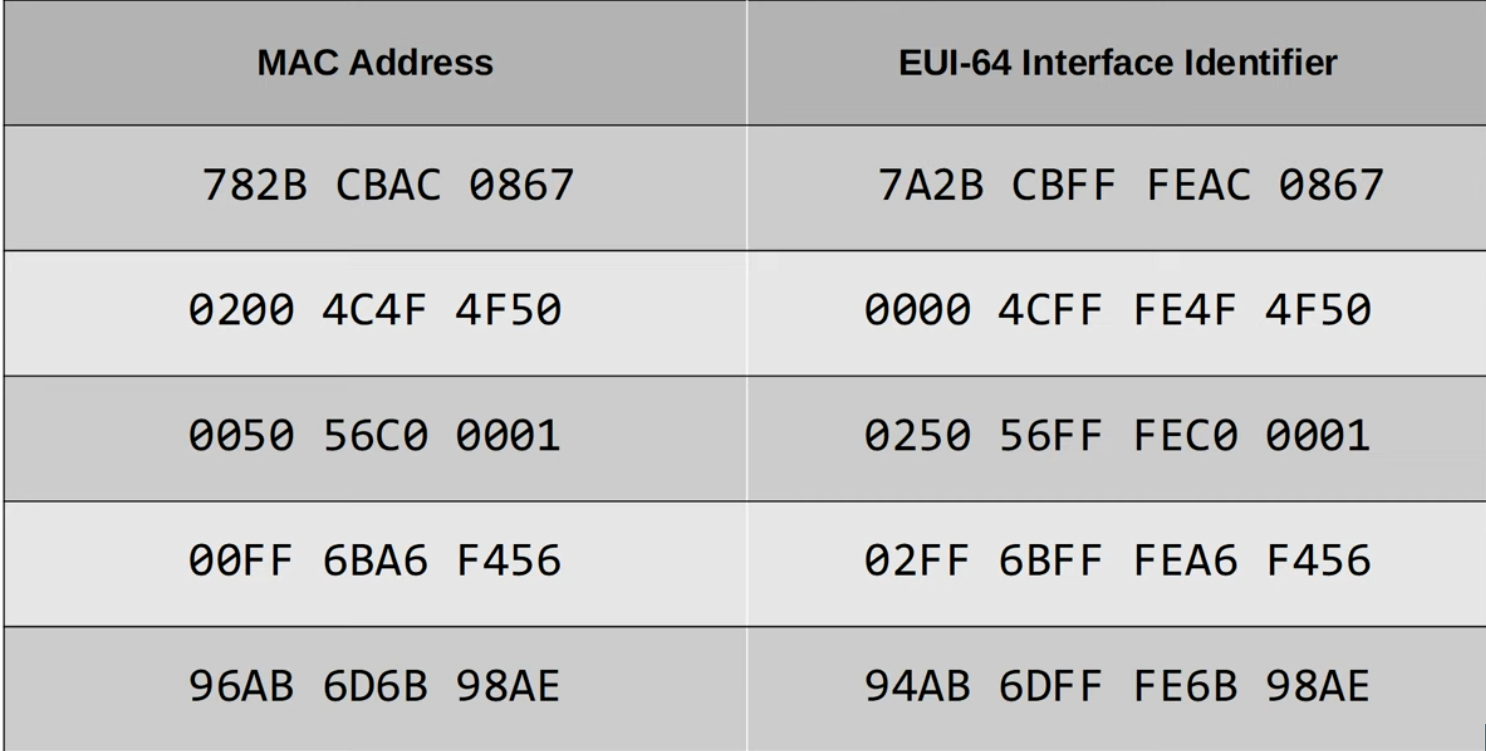 MAC Address EUI-64 Interface Identifier
782B CBAC 0867 7A2B CBFF FEAC 0867
0200 4C4F 4F50 0000 4CFF FE4F 4F50
0050 56C0 0001 0250 56FF FEC0 0001
00FF 6BA6 F456 02FF 6BFF FEA6 F456
96AB 6D6B 98AE 94AB 6DFF FE6B 98AE